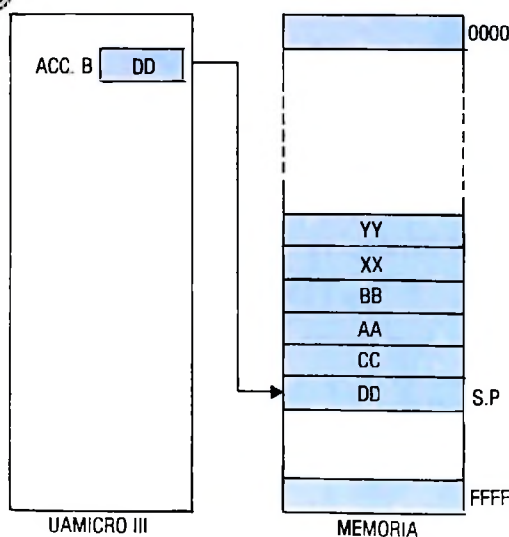 0000
ACC. B DD
YY
XX
BB
AA
CC
DD S.P
FFFF
UAMICRO III MEMORIA